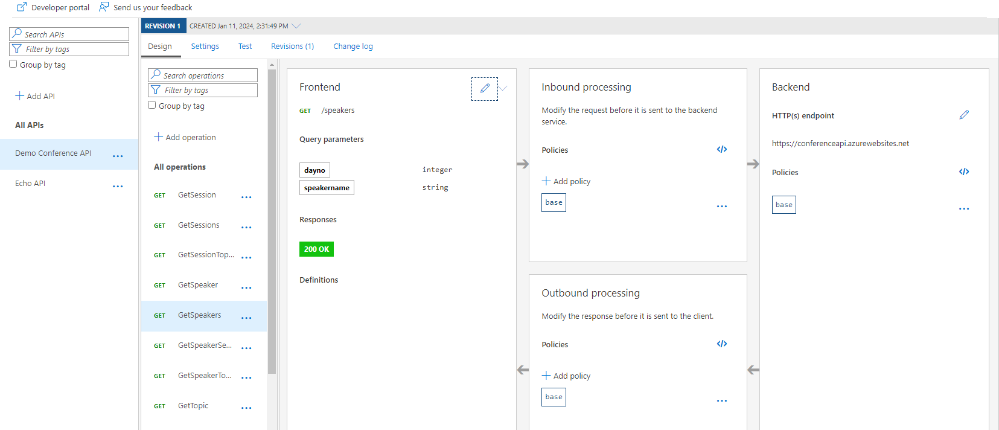 Developer portal Send us your feedback
Search APIs
Filter by tags
Group by tag
Add API
All APIs
Demo Conference API
Echo API
REVISION 1 CREATED Jan 11, 2024, 2:31:49 PM
Design Settings Test Revisions (1) Change log
Search operations
Filter by tags
Group by tag
Add operation
All operations
GET GetSession
GET GetSessions
GET GetSessionTop...
GET GetSpeaker
GET GetSpeakers
GET GetSpeakerSe...
GET GetSpeakerTo...
GET GetTopic
Frontend
GET /speakers
Query parameters
dayno integer
speakername string
Responses
200 OK
Definitions
Inbound processing
Modify the request before it is sent to the backend
service.
Policies
Add policy
base
Outbound processing
Modify the response before it is sent to the client.
Policies
Add policy
base
Backend
HTTP(s) endpoint
https://conferenceapi.azurewebsites.net
Policies
base